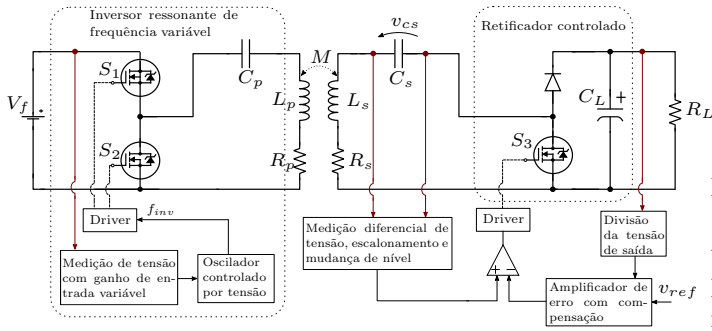 Inversor ressonante de
frequência variável
v_cs
Retificador controlado
S_1
C_p
M
C_s
V_f
L_p
L_s
C_L
+
R_L
S_2
S_3
R_p
R_s
Driver
f_inv
Driver
Medição de tensão
com ganho de en-
trada variável
Oscilador
controlado
por tensão
Medição diferencial de
tensão, escalonamento e
mudança de nível
+ −
Divisão
da tensão
de saída
Amplificador de
erro com com-
pensação
v_ref